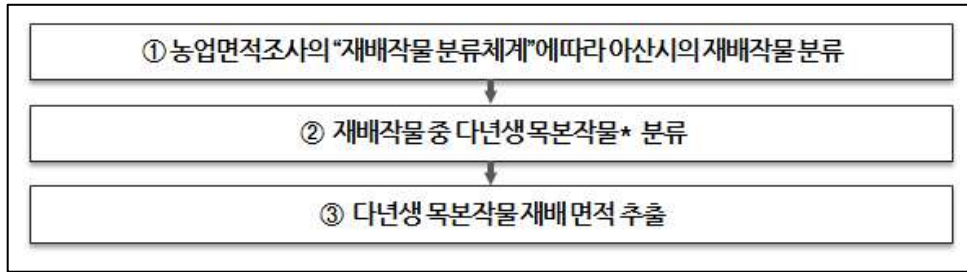 ① 농업면적조사의 “재배작물 분류체계”에따라 아산시의 재배작물 분류
② 재배작물 중 다년생 목본작물* 분류
③ 다년생 목본작물 재배 면적 추출